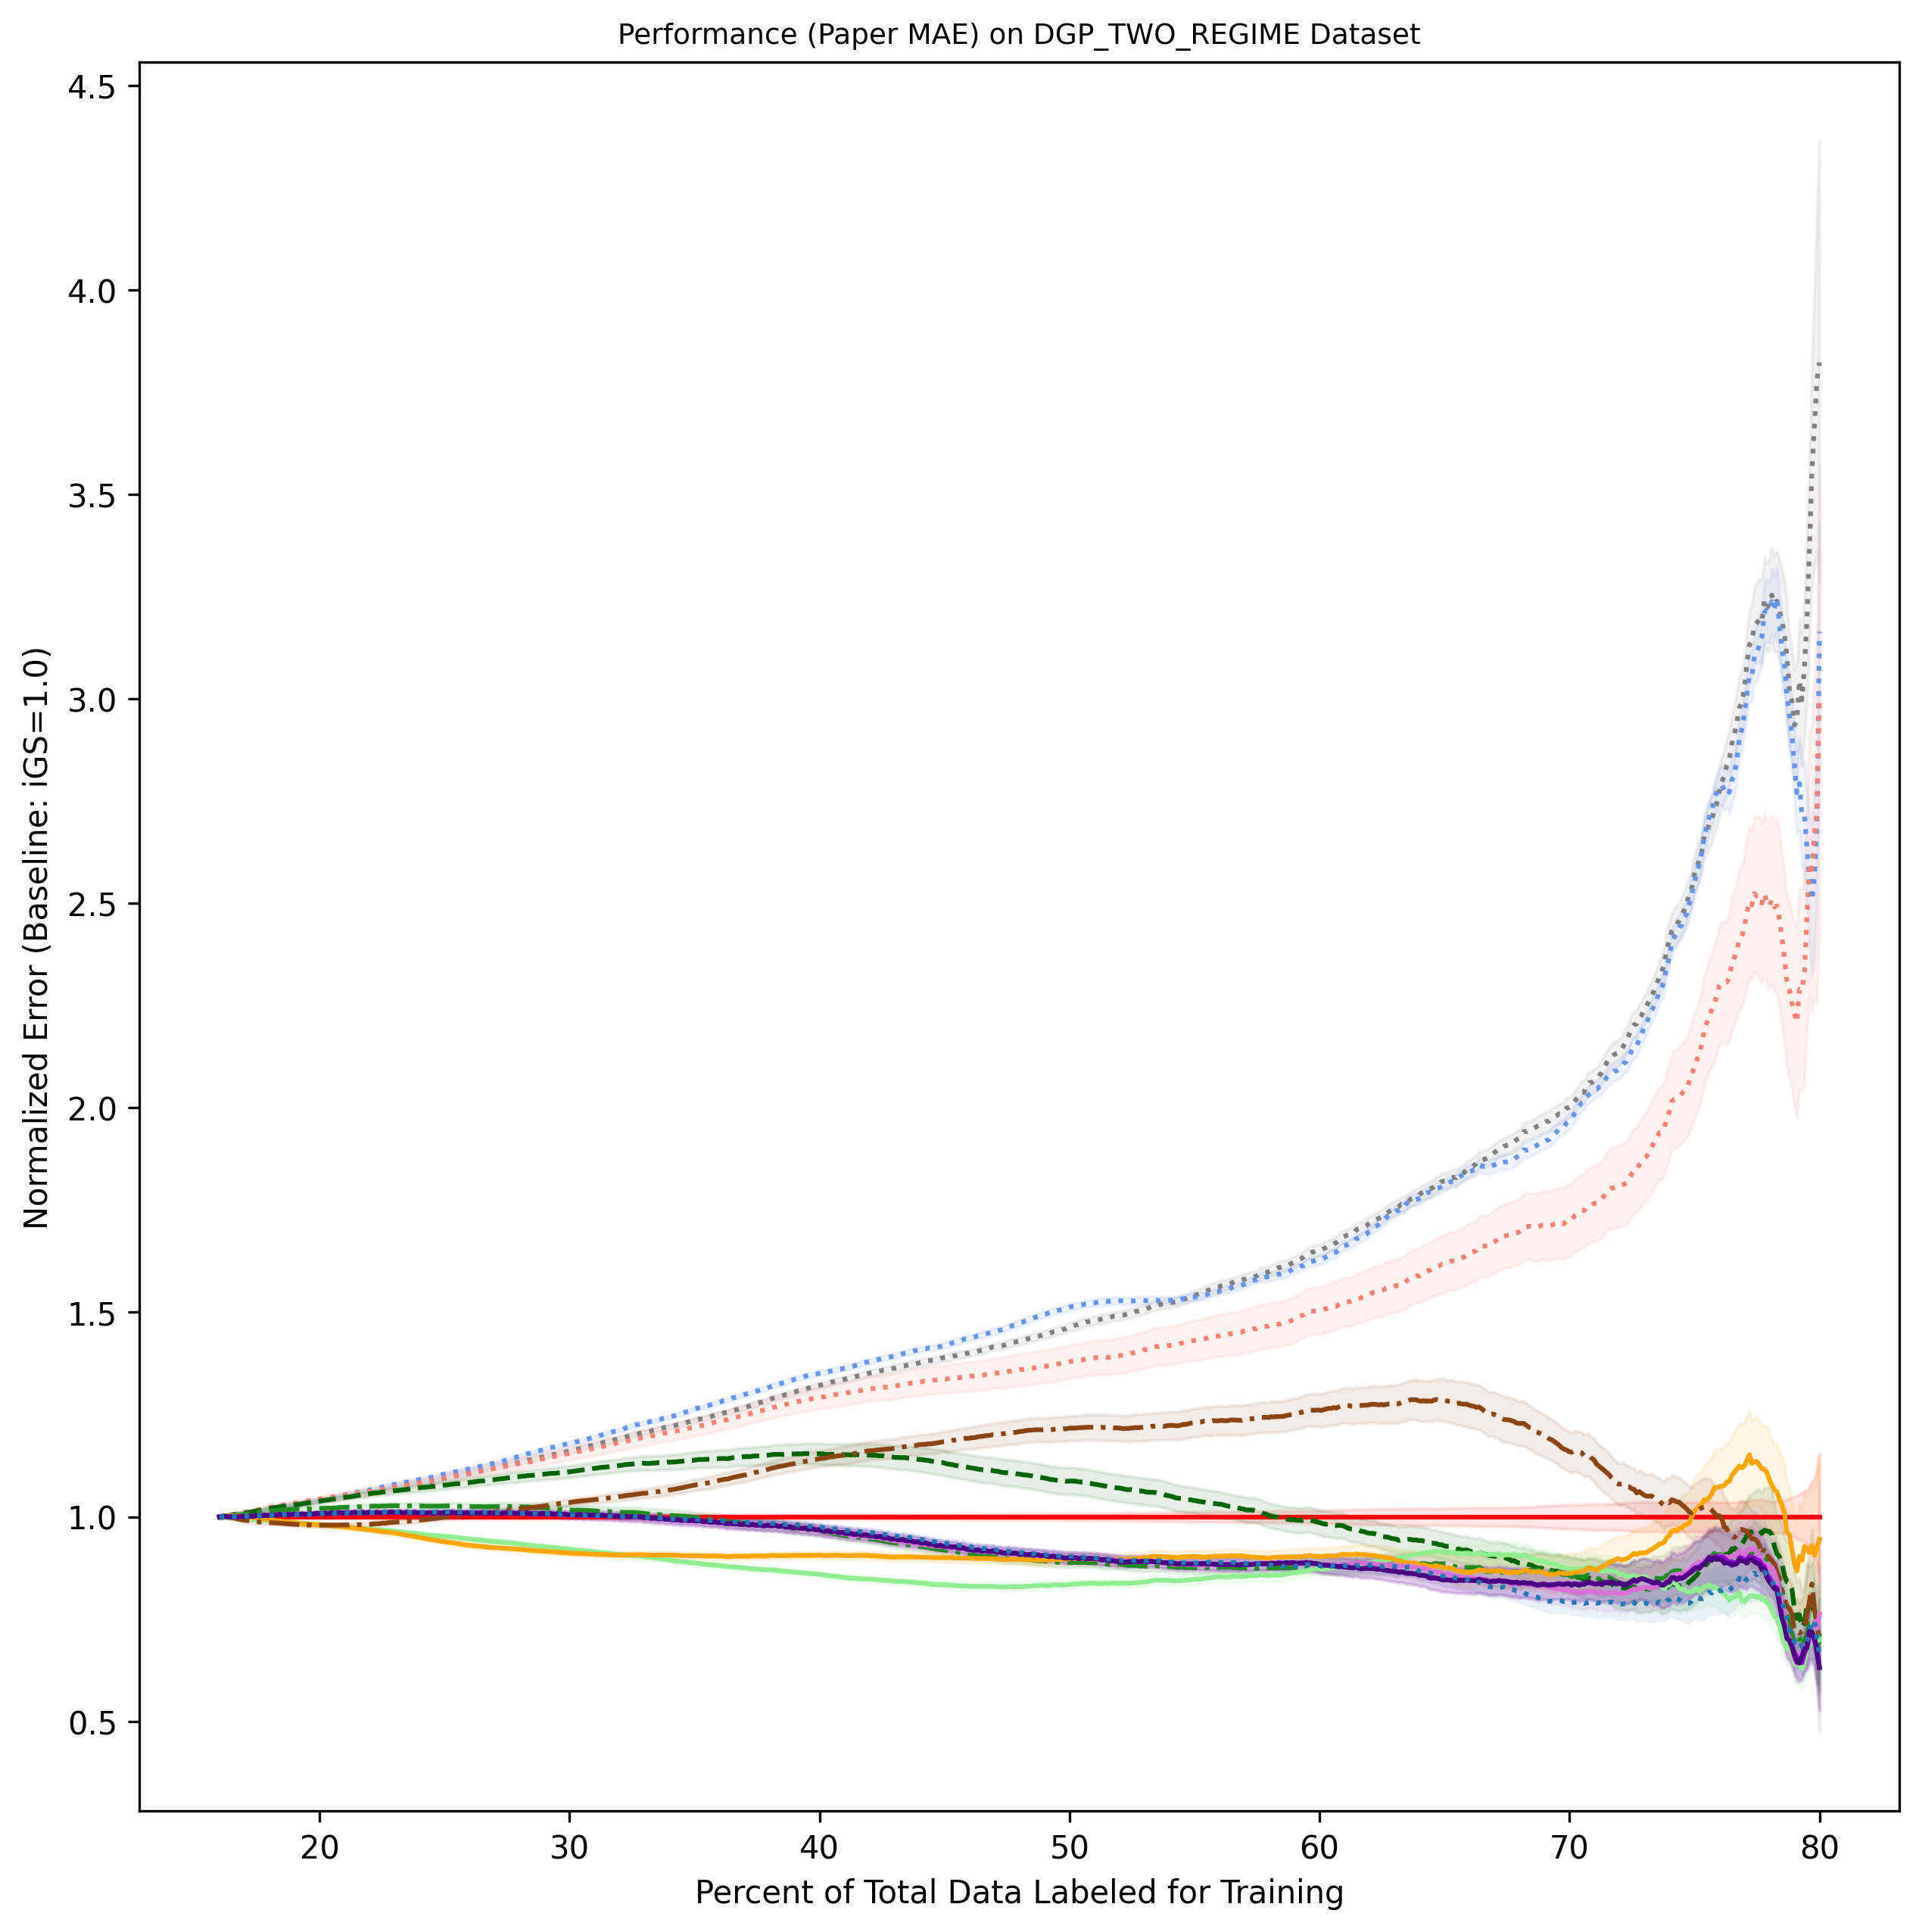 Performance (Paper MAE) on DGP_TWO_REGIME Dataset
Normalized Error (Baseline: iGS=1.0)
4.5
4.0
3.5
3.0
2.5
2.0
1.5
1.0
0.5
20 30 40 50 60 70 80
Percent of Total Data Labeled for Training